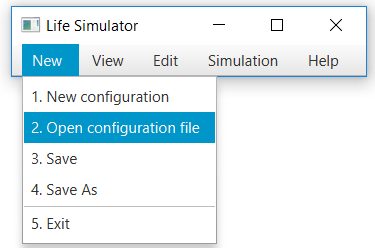 Life Simulator
New View Edit Simulation Help
1. New configuration
2. Open configuration file
3. Save
4. Save As
5. Exit